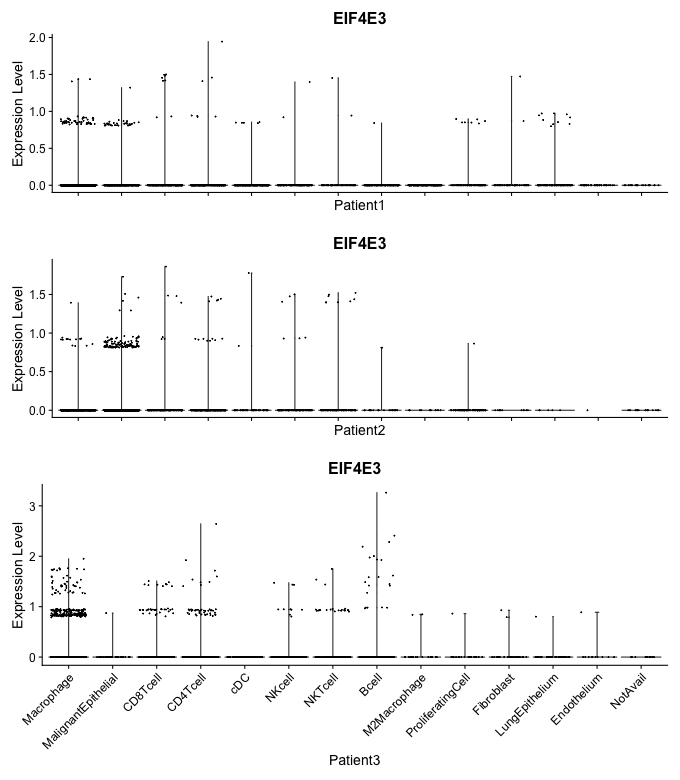 EIF4E3
Expression Level
2.0
1.5
1.0
0.5
0.0
Patient1
EIF4E3
Expression Level
1.5
1.0
0.5
0.0
Patient2
EIF4E3
Expression Level
3
2
1
0
Macrophage
MalignantEpithelial
CD8Tcell
CD4Tcell
cDC
NKcell
NKTcell
Bcell
M2Macrophage
ProliferatingCell
Fibroblast
LungEpithelium
Endothelium
NotAvail
Patient3